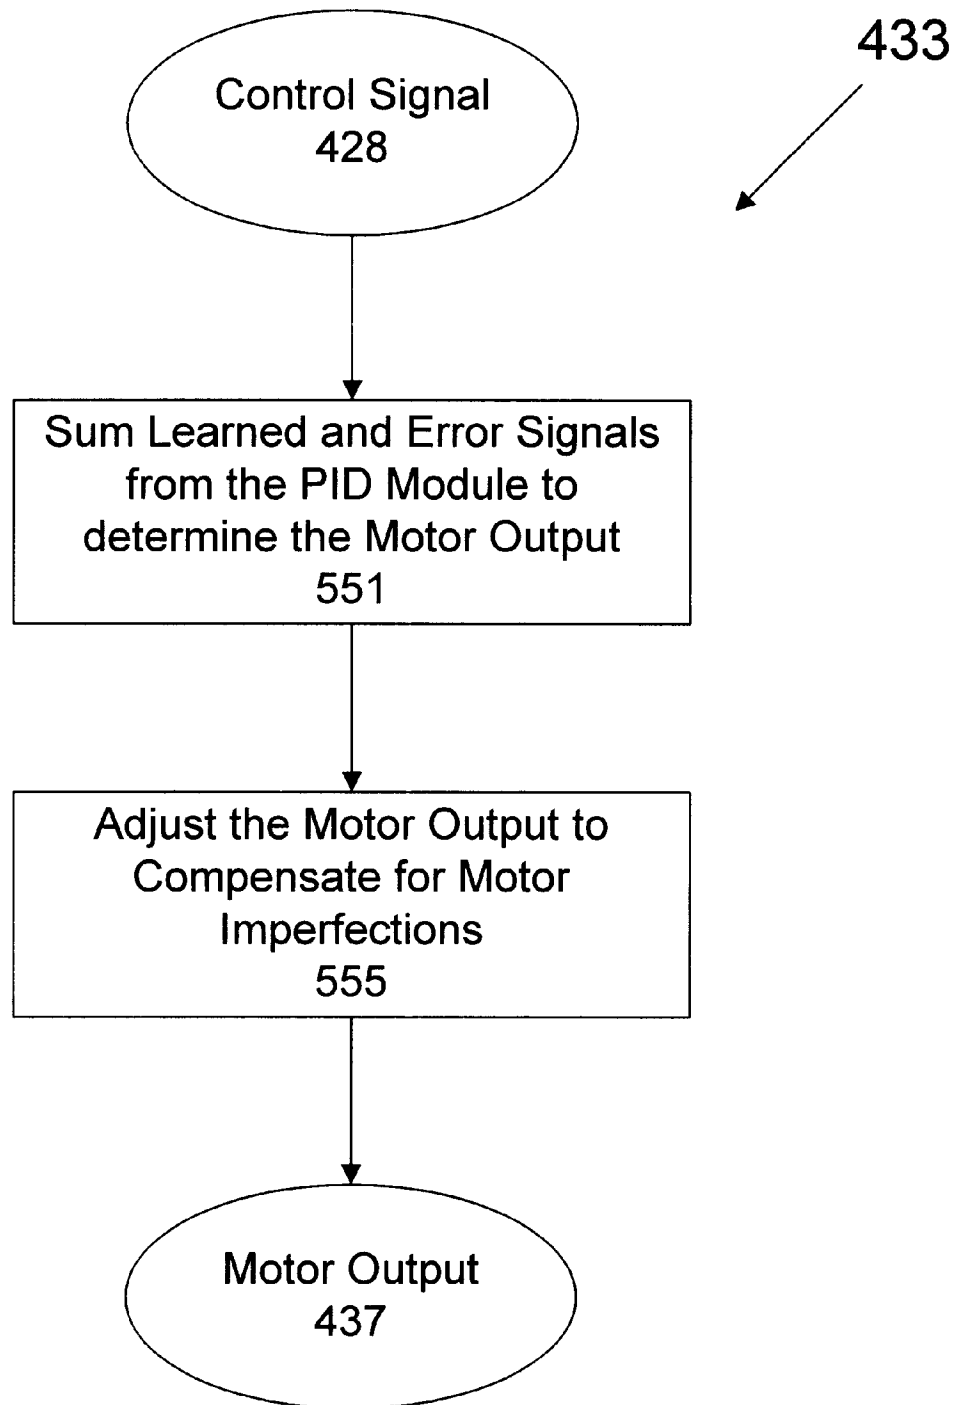 433
Control Signal
428
Sum Learned and Error Signals
from the PID Module to
determine the Motor Output
551
Adjust the Motor Output to
Compensate for Motor
Imperfections
555
Motor Output
437